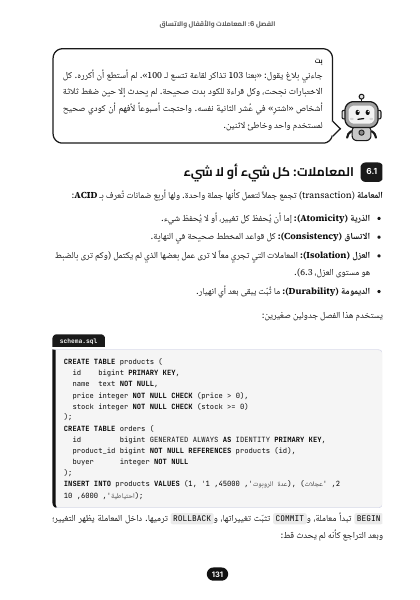 الفصل 6: المعاملات والأقفال والاتساق
بِت
جاءني بلاغ يقول: «بعنا 103 تذاكر لقاعة تتسع لـ 100». لم أستطع أن أكرره. كل
الاختبارات نجحت، وكل قراءة للكود بدت صحيحة. لم يحدث إلا حين ضغط ثلاثة
أشخاص «اشترِ» في عُشر الثانية نفسه. واحتجت أسبوعاً لأفهم أن كودي صحيح
لمستخدم واحد وخاطئ لاثنين.
6.1 المعاملات: كل شيء أو لا شيء
المعاملة (transaction) تجمع جملاً لتعمل كأنها جملة واحدة. ولها أربع ضمانات تُعرف بـ ACID:
• الذرية (Atomicity): إما أن يُحفظ كل تغيير، أو لا يُحفظ شيء.
• الاتساق (Consistency): كل قواعد المخطط صحيحة في النهاية.
• العزل (Isolation): المعاملات التي تجري معاً لا ترى عمل بعضها الذي لم يكتمل (وكم ترى بالضبط
هو مستوى العزل، 6.3).
• الديمومة (Durability): ما ثُبّت يبقى بعد أي انهيار.
يستخدم هذا الفصل جدولين صغيرين:
schema.sql
CREATE TABLE products (
id bigint PRIMARY KEY,
name text NOT NULL,
price integer NOT NULL CHECK (price > 0),
stock integer NOT NULL CHECK (stock >= 0)
);
CREATE TABLE orders (
id bigint GENERATED ALWAYS AS IDENTITY PRIMARY KEY,
product_id bigint NOT NULL REFERENCES products (id),
buyer integer NOT NULL
);
INSERT INTO products VALUES (1, 'عدة الروبوت', 45000, 1), (2, 'عجلات
احتياطية', 6000, 10);
BEGIN تبدأ معاملة، و COMMIT تثبّت تغييراتها، و ROLLBACK ترميها. داخل المعاملة يظهر التغيير؛
وبعد التراجع كأنه لم يحدث قط:
131